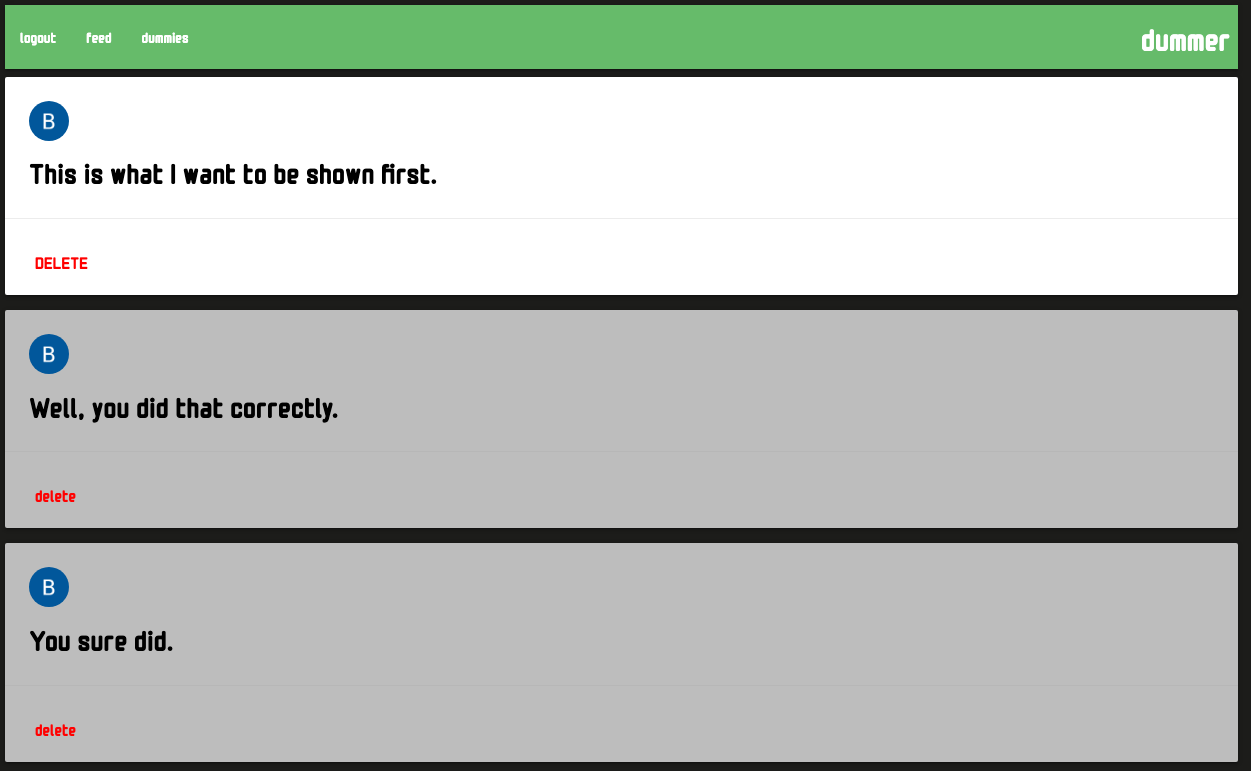 logout feed dummies dummer
B
This is what I want to be shown first.
DELETE
B
Well, you did that correctly.
delete
B
You sure did.
delete